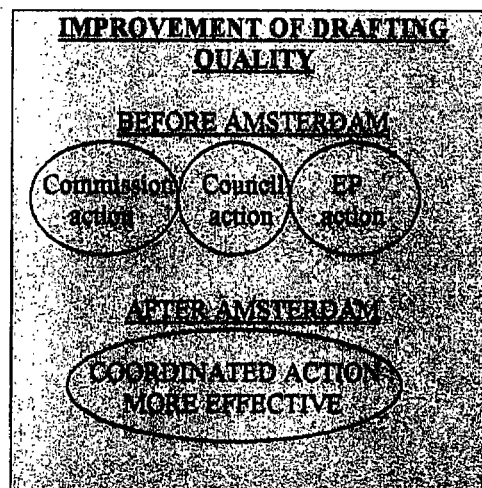 IMPROVEMENT OF DRAFTING
QUALITY
BEFORE AMSTERDAM
Commission Council EP
action action action
AFTER AMSTERDAM
COORDINATED ACTION
MORE EFFECTIVE